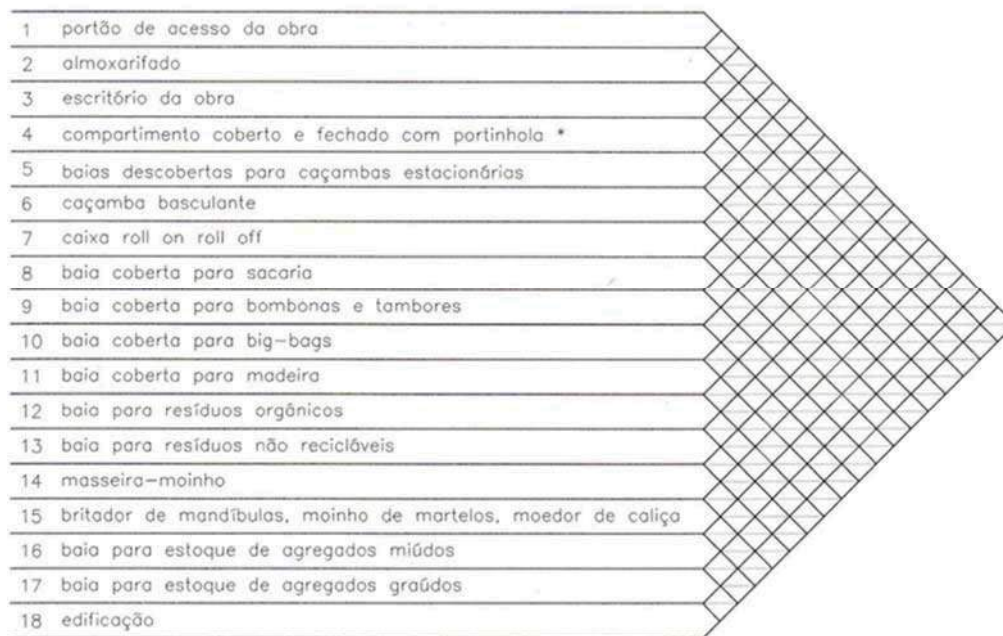 1 portão de acesso da obra
2 almoxarifado
3 escritório da obra
4 compartimento coberto e fechado com portinhola *
5 baias descobertas para caçambas estacionárias
6 caçamba basculante
7 caixa roll on roll off
8 baia coberta para sacaria
9 baia coberta para bombonas e tambores
10 baia coberta para big-bags
11 baia coberta para madeira
12 baia para resíduos orgânicos
13 baia para resíduos não recicláveis
14 masseira-moinho
15 britador de mandíbulas, moinho de martelos, moedor de caliça
16 baia para estoque de agregados miúdos
17 baia para estoque de agregados graúdos
18 edificação